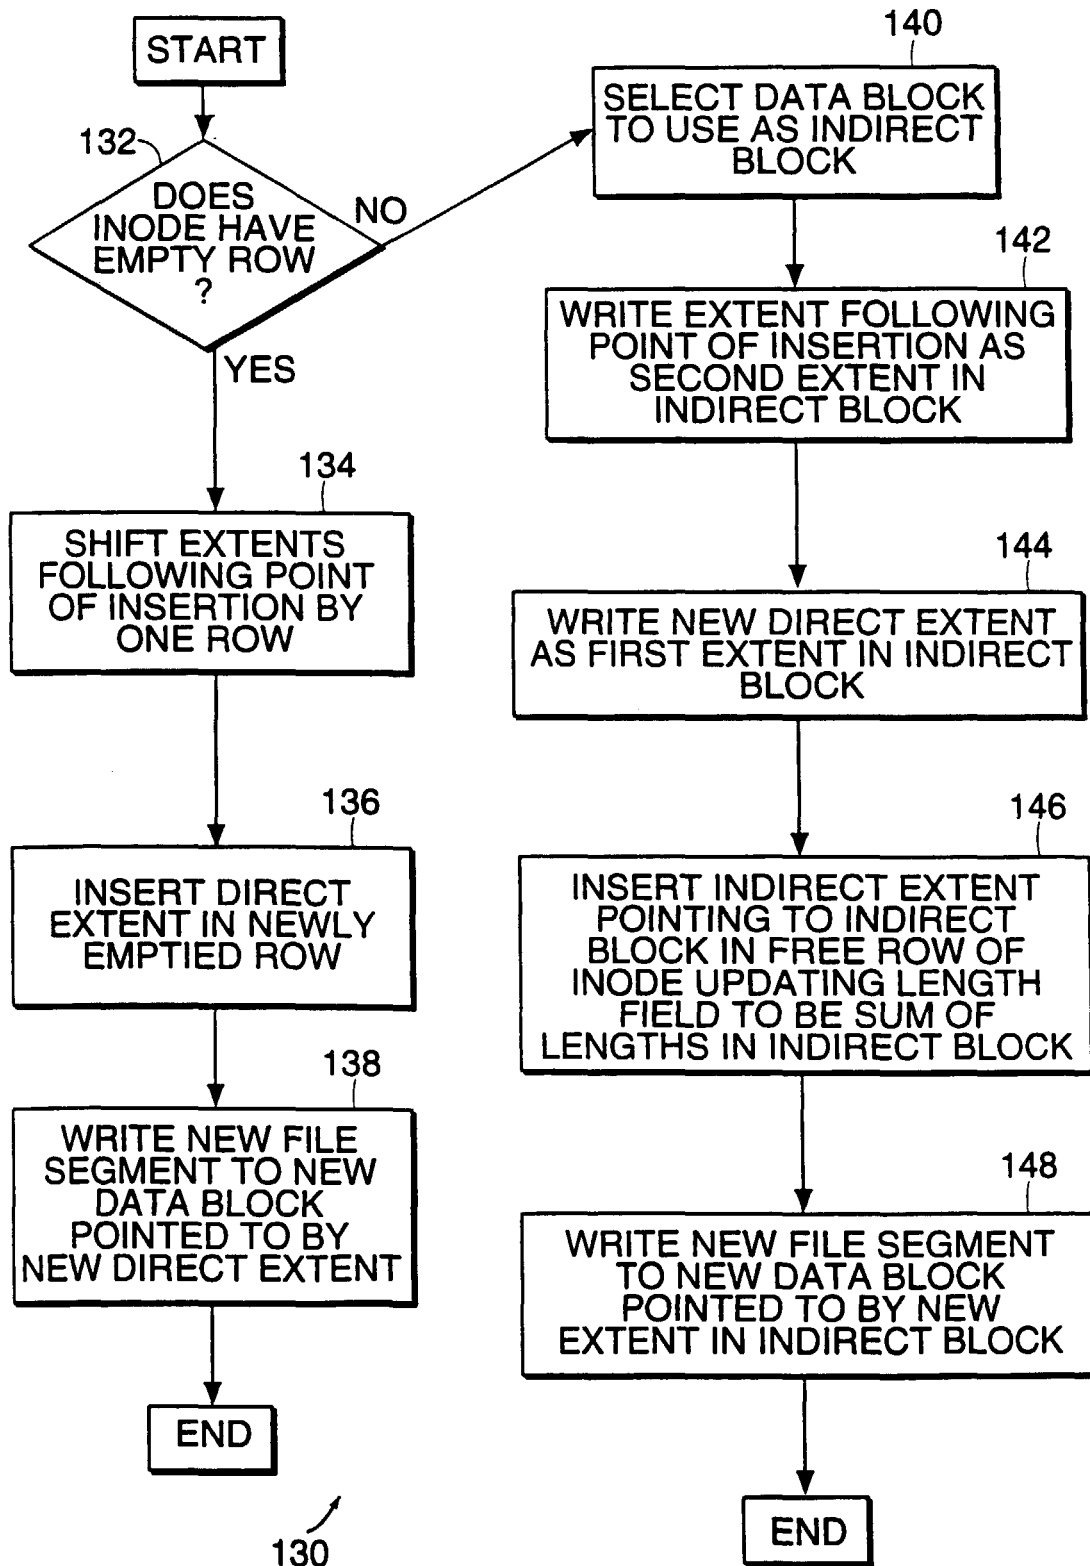 START
132
DOES
INODE HAVE
EMPTY ROW
?
NO
YES
134
SHIFT EXTENTS
FOLLOWING POINT
OF INSERTION BY
ONE ROW
136
INSERT DIRECT
EXTENT IN NEWLY
EMPTIED ROW
138
WRITE NEW FILE
SEGMENT TO NEW
DATA BLOCK
POINTED TO BY
NEW DIRECT EXTENT
END
130
140
SELECT DATA BLOCK
TO USE AS INDIRECT
BLOCK
142
WRITE EXTENT FOLLOWING
POINT OF INSERTION AS
SECOND EXTENT IN
INDIRECT BLOCK
144
WRITE NEW DIRECT EXTENT
AS FIRST EXTENT IN INDIRECT
BLOCK
146
INSERT INDIRECT EXTENT
POINTING TO INDIRECT
BLOCK IN FREE ROW OF
INODE UPDATING LENGTH
FIELD TO BE SUM OF
LENGTHS IN INDIRECT BLOCK
148
WRITE NEW FILE SEGMENT
TO NEW DATA BLOCK
POINTED TO BY NEW
EXTENT IN INDIRECT BLOCK
END